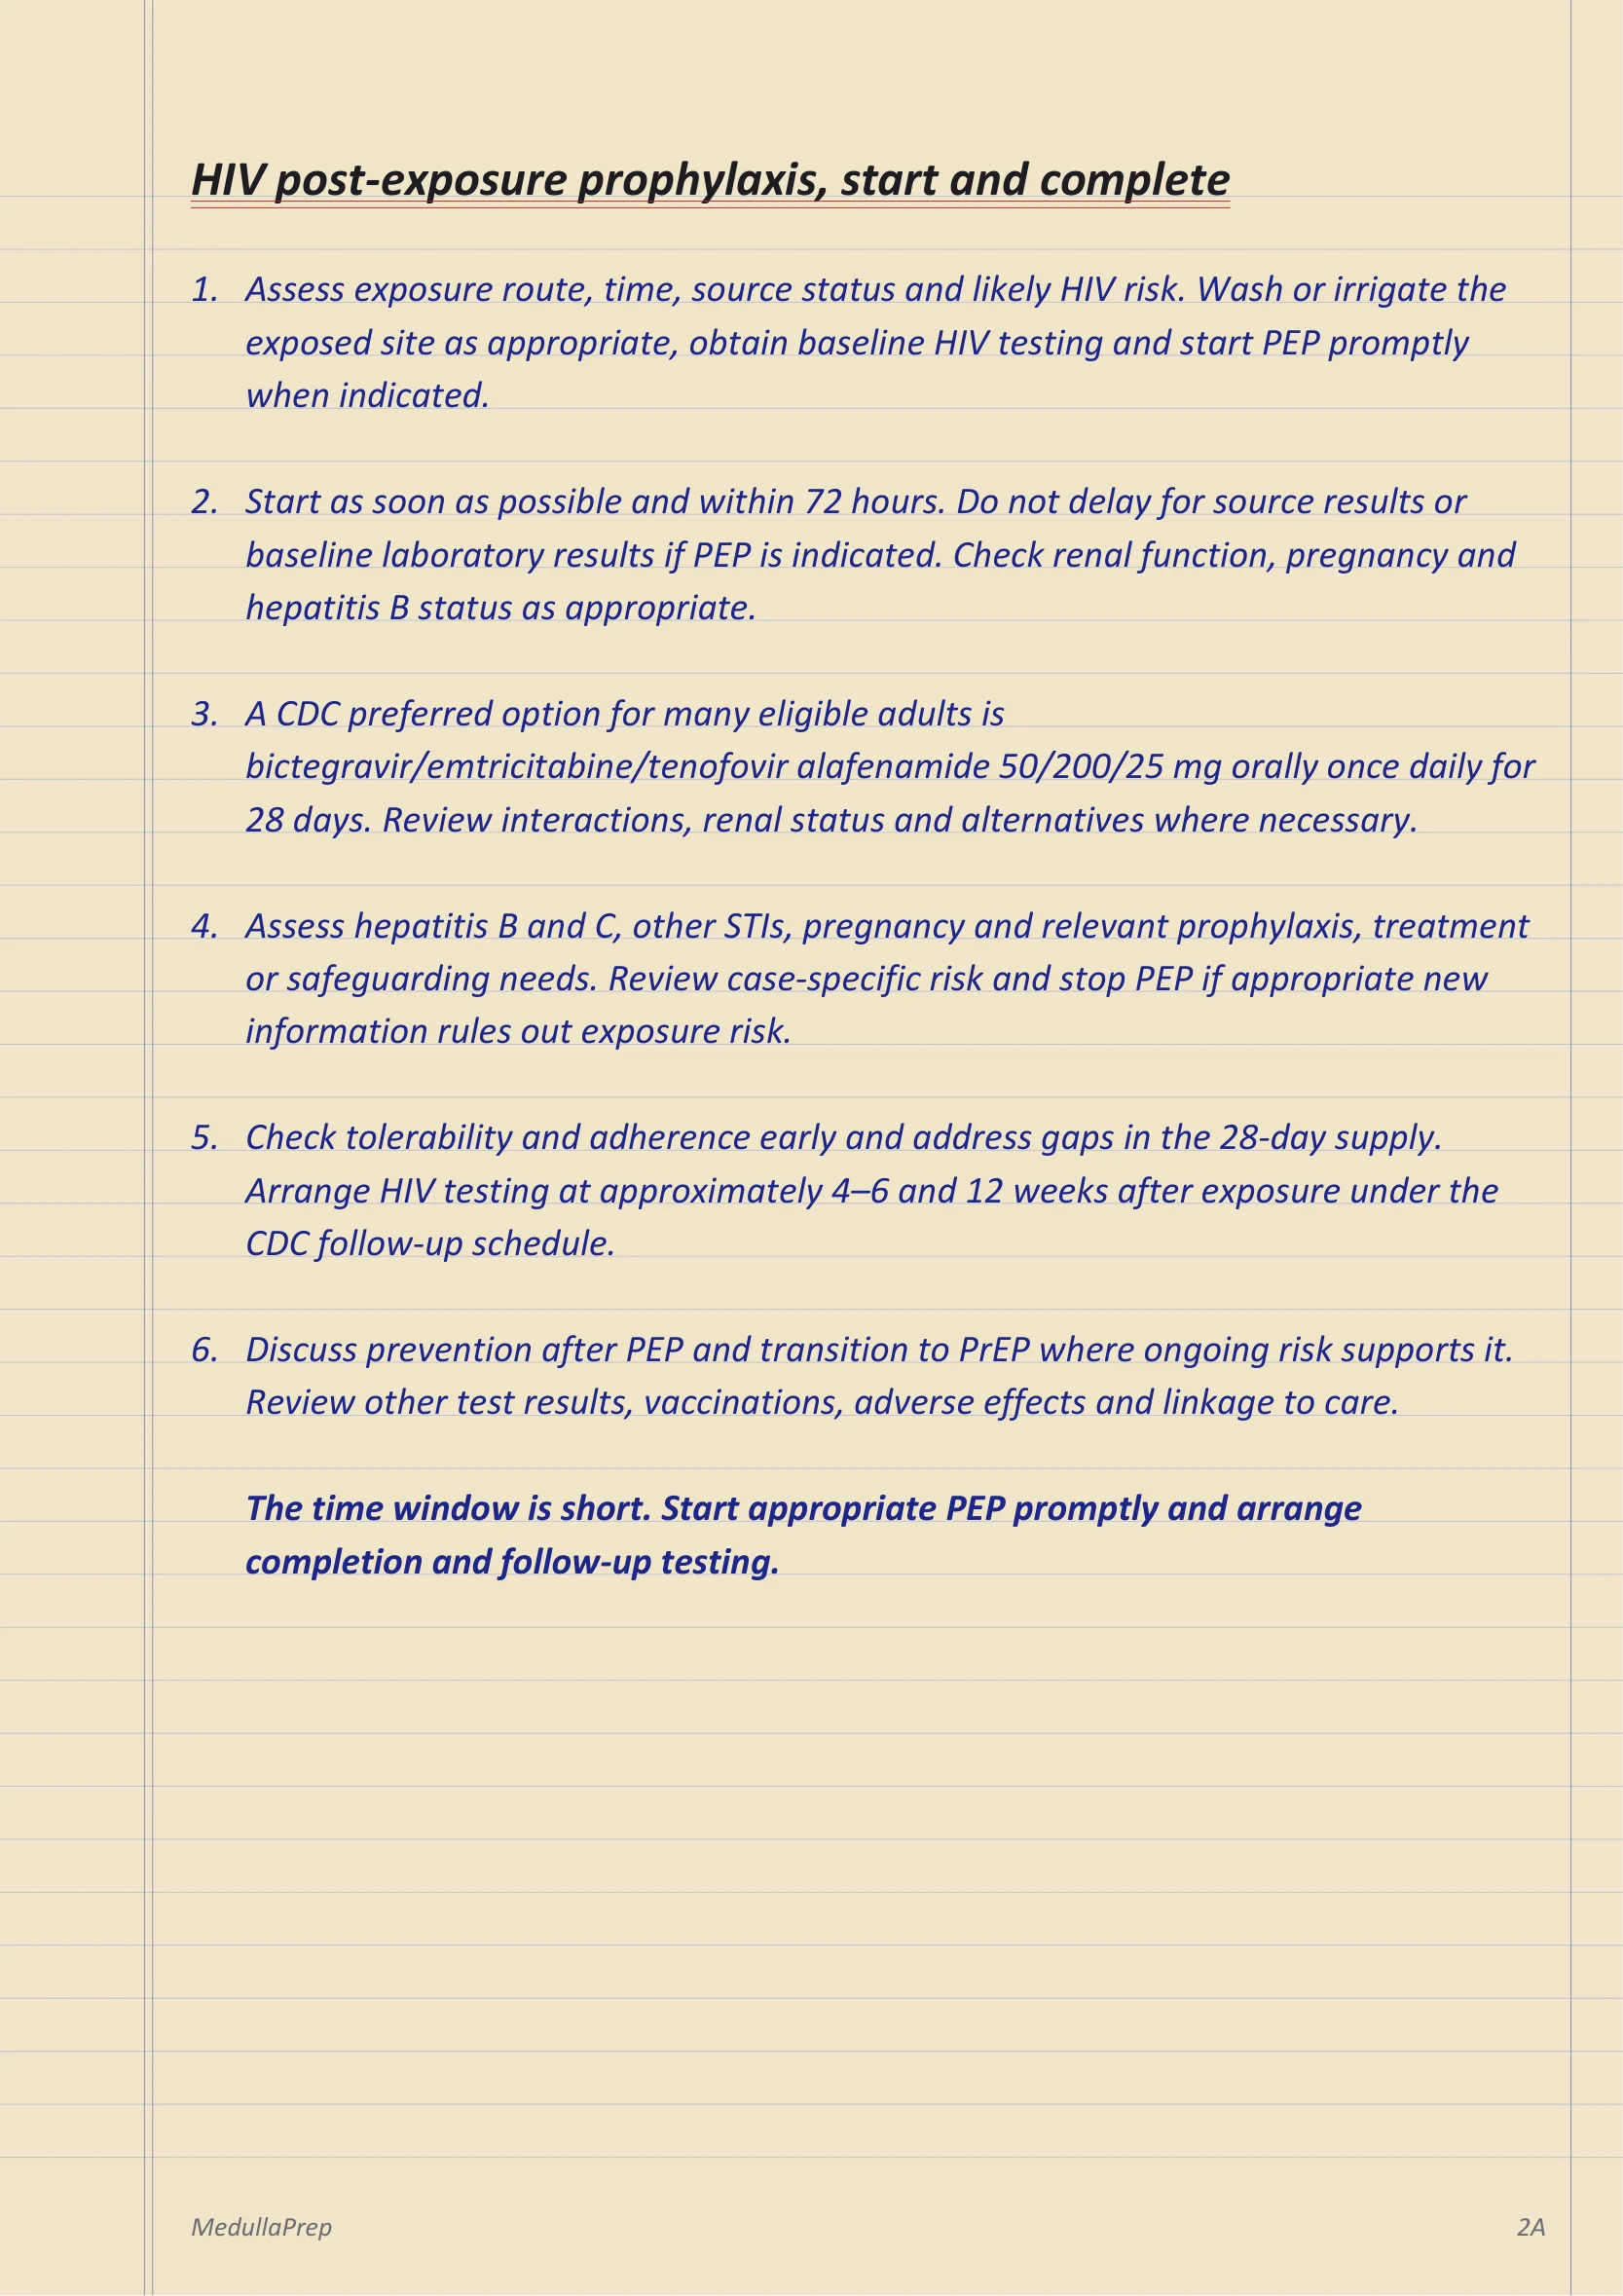 HIV post-exposure prophylaxis, start and complete
1. Assess exposure route, time, source status and likely HIV risk. Wash or irrigate the
exposed site as appropriate, obtain baseline HIV testing and start PEP promptly
when indicated.
2. Start as soon as possible and within 72 hours. Do not delay for source results or
baseline laboratory results if PEP is indicated. Check renal function, pregnancy and
hepatitis B status as appropriate.
3. A CDC preferred option for many eligible adults is
bictegravir/emtricitabine/tenofovir alafenamide 50/200/25 mg orally once daily for
28 days. Review interactions, renal status and alternatives where necessary.
4. Assess hepatitis B and C, other STIs, pregnancy and relevant prophylaxis, treatment
or safeguarding needs. Review case-specific risk and stop PEP if appropriate new
information rules out exposure risk.
5. Check tolerability and adherence early and address gaps in the 28-day supply.
Arrange HIV testing at approximately 4–6 and 12 weeks after exposure under the
CDC follow-up schedule.
6. Discuss prevention after PEP and transition to PrEP where ongoing risk supports it.
Review other test results, vaccinations, adverse effects and linkage to care.
The time window is short. Start appropriate PEP promptly and arrange
completion and follow-up testing.
MedullaPrep
2A